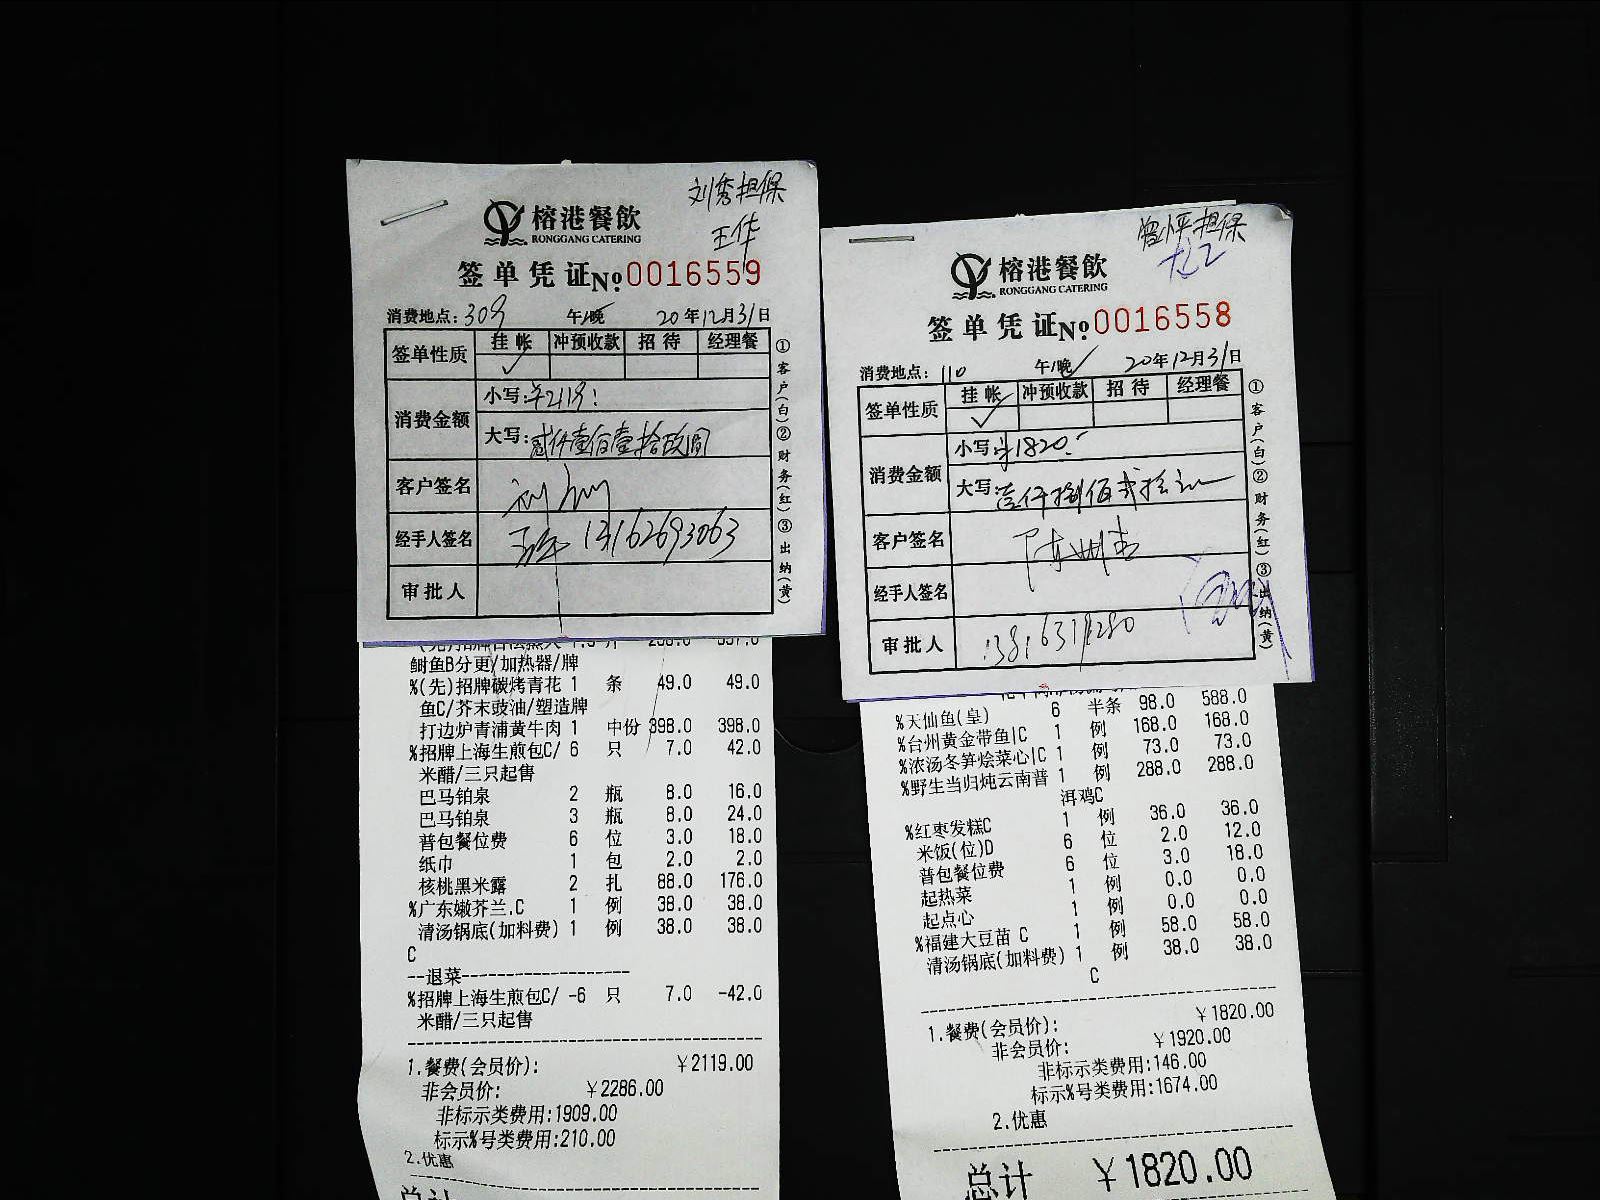 刘秀担保
王华
榕港餐飲
RONGGANG CATERING
签单凭证№:0016559
消费地点:309 午/晚 20年12月31日
签单性质 挂帐 冲预收款 招待 经理餐
✓
消费金额 小写:¥2119:
大写:贰仟壹佰壹拾玖圆
客户签名
经手人签名 13162693063
审批人
①客户(白)②财务(红)③出纳(黄)
鲥鱼B分更/加热器/牌
%(先)招牌碳烤青花 1 条 49.0 49.0
鱼C/芥末豉油/塑造牌
打边炉青浦黄牛肉 1 中份 398.0 398.0
%招牌上海生煎包C/ 6 只 7.0 42.0
米醋/三只起售
巴马铂泉 2 瓶 8.0 16.0
巴马铂泉 3 瓶 8.0 24.0
普包餐位费 6 位 3.0 18.0
纸巾 1 包 2.0 2.0
核桃黑米露 2 扎 88.0 176.0
%广东嫩芥兰.C 1 例 38.0 38.0
清汤锅底(加料费) 1 例 38.0 38.0
C
--退菜--------------------
%招牌上海生煎包C/ -6 只 7.0 -42.0
米醋/三只起售
1.餐费(会员价): ¥2119.00
非会员价: ¥2286.00
非标示类费用:1909.00
标示%号类费用:210.00
2.优惠
总计
担保
榕港餐飲
RONGGANG CATERING
签单凭证№:0016558
消费地点:110 午/晚✓ 20年12月31日
签单性质 挂帐 冲预收款 招待 经理餐
✓
消费金额 小写:¥1820:
大写:壹仟捌佰贰拾元
客户签名
经手人签名
审批人
①客户(白)②财务(红)③出纳(黄)
%天仙鱼(皇) 6 半条 98.0 588.0
%台州黄金带鱼|C 1 例 168.0 168.0
%浓汤冬笋烩菜心|C 1 例 73.0 73.0
%野生当归炖云南普 1 例 288.0 288.0
洱鸡C
%红枣发糕C 1 例 36.0 36.0
米饭(位)D 6 位 2.0 12.0
普包餐位费 6 位 3.0 18.0
起热菜 1 例 0.0 0.0
起点心 1 例 0.0 0.0
%福建大豆苗 C 1 例 58.0 58.0
清汤锅底(加料费) 1 例 38.0 38.0
C
1.餐费(会员价): ¥1820.00
非会员价: ¥1920.00
非标示类费用:146.00
标示%号类费用:1674.00
2.优惠
总计 ¥1820.00